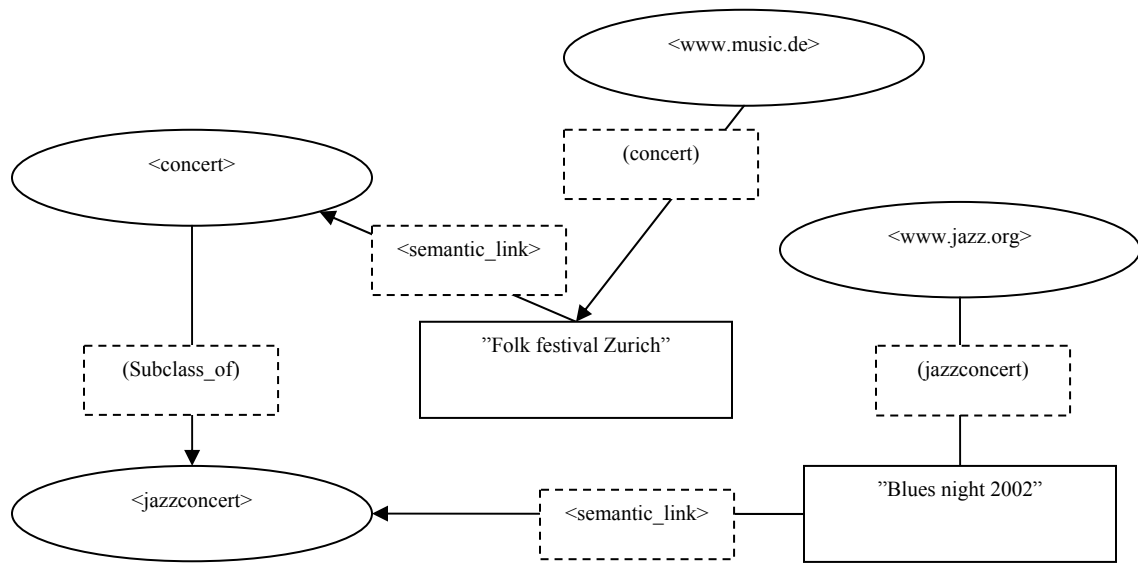 <www.music.de>
(concert)
<concert>
<www.jazz.org>
<semantic_link>
”Folk festival Zurich”
(Subclass_of)
(jazzconcert)
<jazzconcert>
<semantic_link>
”Blues night 2002”